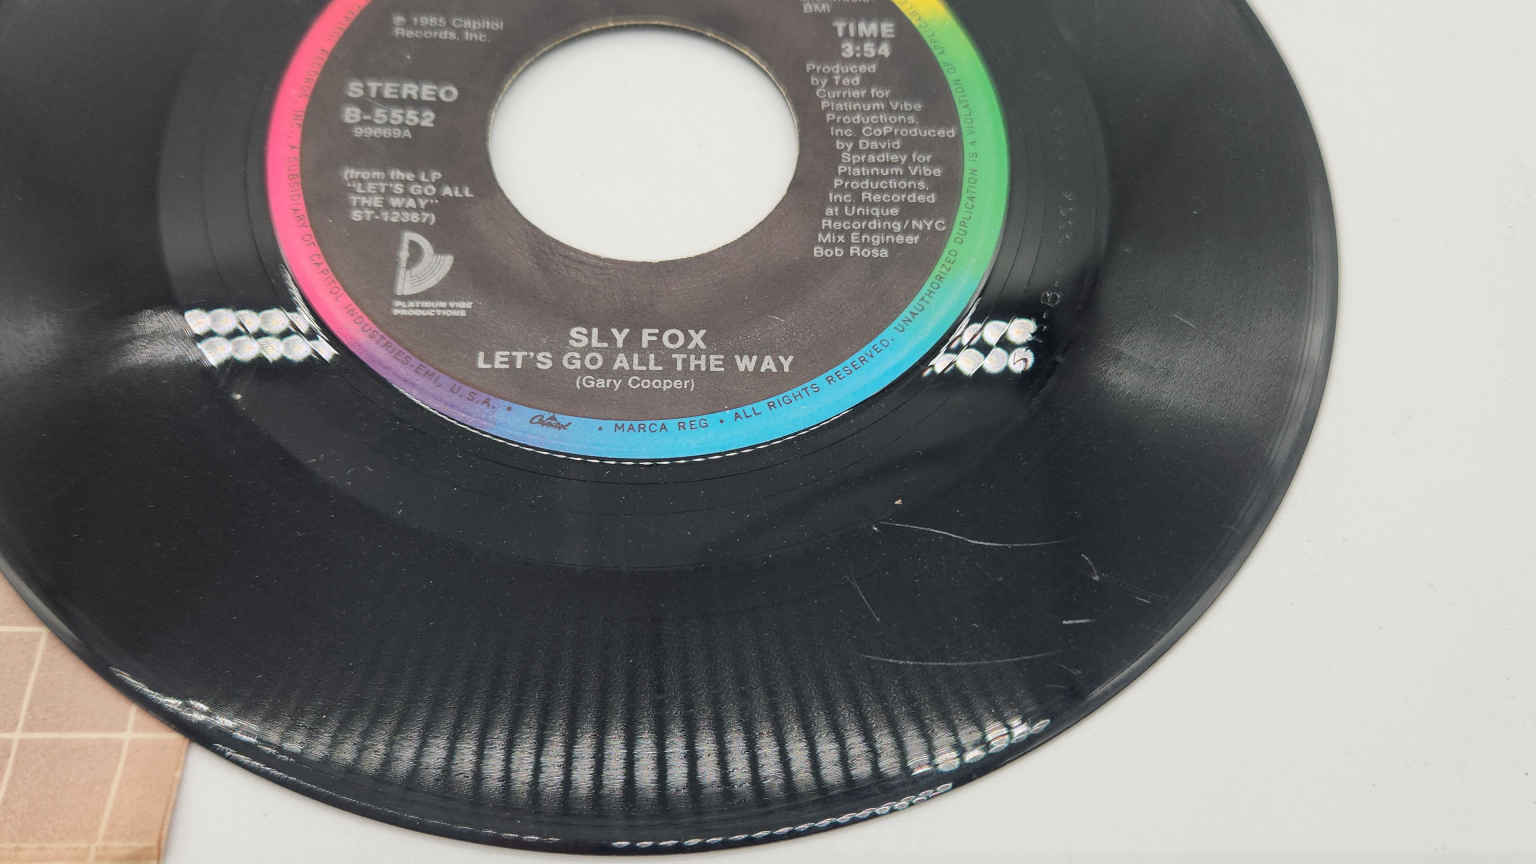 ℗ 1985 Capitol
Records, Inc.
STEREO
B-5552
99669A
(from the LP
"LET'S GO ALL
THE WAY"
ST-12367)
PLATINUM VIBE
PRODUCTIONS
BMI
TIME
3:54
Produced
by Ted
Currier for
Platinum Vibe
Productions,
Inc. CoProduced
by David
Spradley for
Platinum Vibe
Productions,
Inc. Recorded
at Unique
Recording/NYC
Mix Engineer
Bob Rosa
SLY FOX
LET'S GO ALL THE WAY
(Gary Cooper)
RECORDS, INC., A SUBSIDIARY OF CAPITOL INDUSTRIES-EMI, U.S.A. • Capitol • MARCA REG • ALL RIGHTS RESERVED. UNAUTHORIZED DUPLICATION IS A VIOLATION OF APPLICABLE